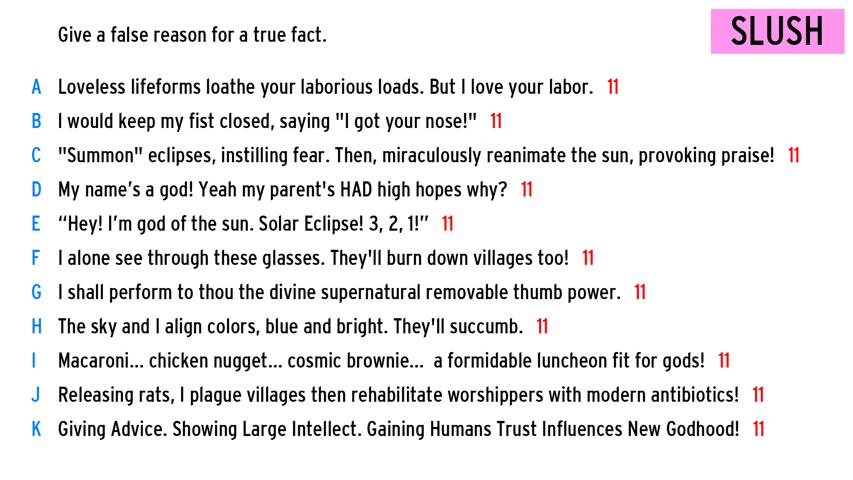 Give a false reason for a true fact.
SLUSH
A Loveless lifeforms loathe your laborious loads. But I love your labor. 11
B I would keep my fist closed, saying "I got your nose!" 11
C "Summon" eclipses, instilling fear. Then, miraculously reanimate the sun, provoking praise! 11
D My name’s a god! Yeah my parent's HAD high hopes why? 11
E “Hey! I’m god of the sun. Solar Eclipse! 3, 2, 1!” 11
F I alone see through these glasses. They'll burn down villages too! 11
G I shall perform to thou the divine supernatural removable thumb power. 11
H The sky and I align colors, blue and bright. They'll succumb. 11
I Macaroni... chicken nugget... cosmic brownie... a formidable luncheon fit for gods! 11
J Releasing rats, I plague villages then rehabilitate worshippers with modern antibiotics! 11
K Giving Advice. Showing Large Intellect. Gaining Humans Trust Influences New Godhood! 11